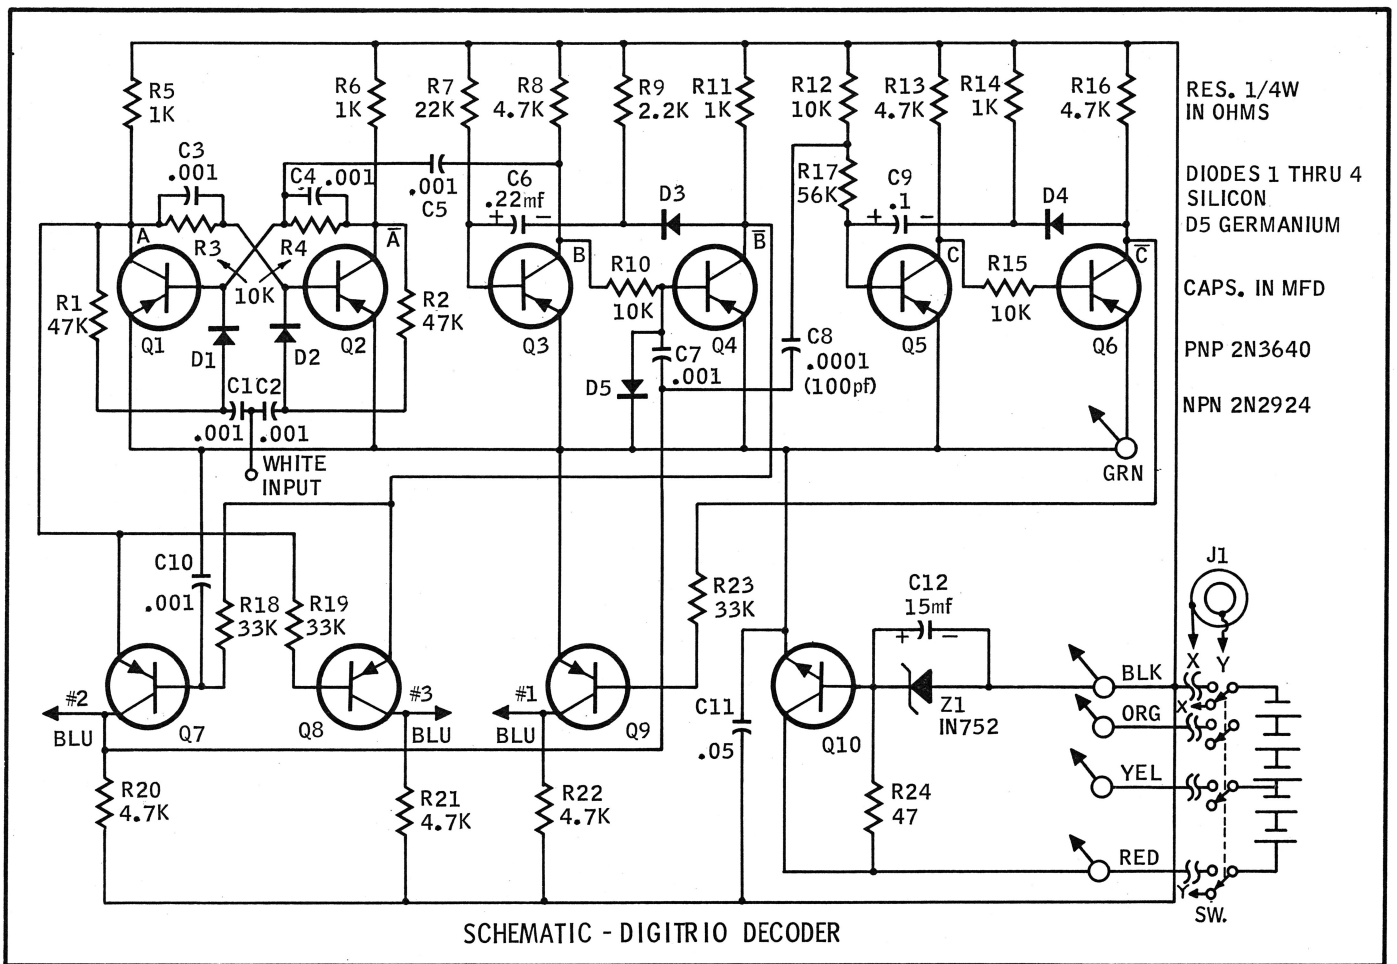 R5
1K
R6
1K
R7
22K
R8
4.7K
R9
2.2K
R11
1K
R12
10K
R13
4.7K
R14
1K
R16
4.7K
RES. 1/4W
IN OHMS
C3
.001
C4
.001
.001
C5
C6
.22mf
+ −
D3
R17
56K
C9
.1
+ −
D4
DIODES 1 THRU 4
SILICON
D5 GERMANIUM
A
R3
R4
10K
A̅
B
B̅
C
C̅
R10
10K
R15
10K
CAPS. IN MFD
R1
47K
Q1
D1
D2
Q2
R2
47K
Q3
D5
C7
.001
Q4
C8
.0001
(100pf)
Q5
Q6
PNP 2N3640
NPN 2N2924
C1
C2
.001
.001
WHITE
INPUT
GRN
C10
.001
R18
33K
R19
33K
R23
33K
C12
15mf
+ −
J1
X
Y
#2
BLU
Q7
Q8
#3
BLU
#1
BLU
Q9
C11
.05
Q10
Z1
IN752
BLK
X
ORG
YEL
RED
Y
SW.
R20
4.7K
R21
4.7K
R22
4.7K
R24
47
SCHEMATIC - DIGITRIO DECODER